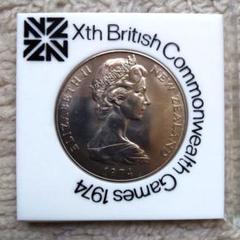 NZ
ZN
Xth British Commonwealth Games 1974
ELIZABETH II NEW ZEALAND
1974